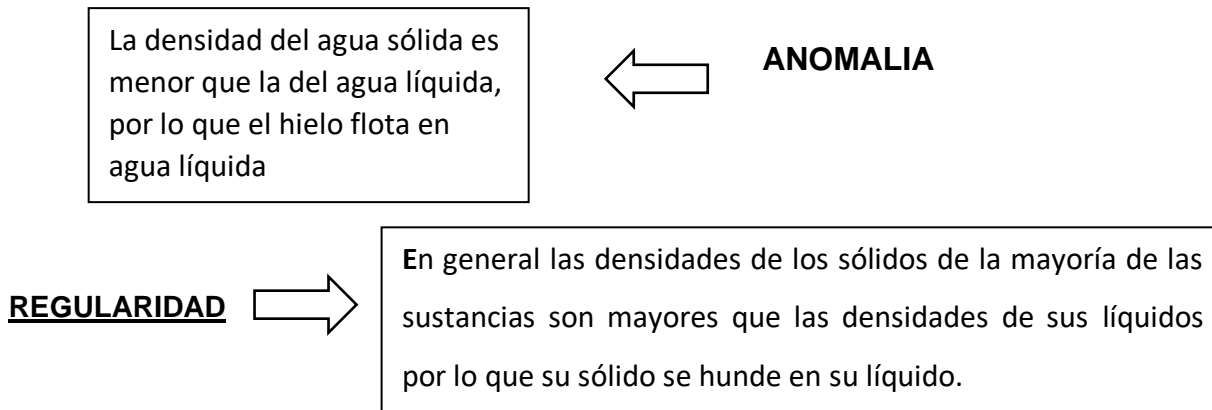 La densidad del agua sólida es
menor que la del agua líquida,
por lo que el hielo flota en
agua líquida
ANOMALIA
REGULARIDAD
En general las densidades de los sólidos de la mayoría de las
sustancias son mayores que las densidades de sus líquidos
por lo que su sólido se hunde en su líquido.